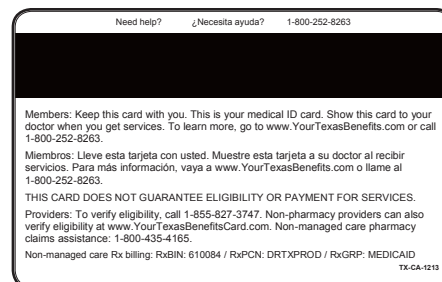 Need help? ¿Necesita ayuda? 1-800-252-8263
Members: Keep this card with you. This is your medical ID card. Show this card to your
doctor when you get services. To learn more, go to www.YourTexasBenefits.com or call
1-800-252-8263.
Miembros: Lleve esta tarjeta con usted. Muestre esta tarjeta a su doctor al recibir
servicios. Para más información, vaya a www.YourTexasBenefits.com o llame al
1-800-252-8263.
THIS CARD DOES NOT GUARANTEE ELIGIBILITY OR PAYMENT FOR SERVICES.
Providers: To verify eligibility, call 1-855-827-3747. Non-pharmacy providers can also
verify eligibility at www.YourTexasBenefitsCard.com. Non-managed care pharmacy
claims assistance: 1-800-435-4165.
Non-managed care Rx billing: RxBIN: 610084 / RxPCN: DRTXPROD / RxGRP: MEDICAID
TX-CA-1213